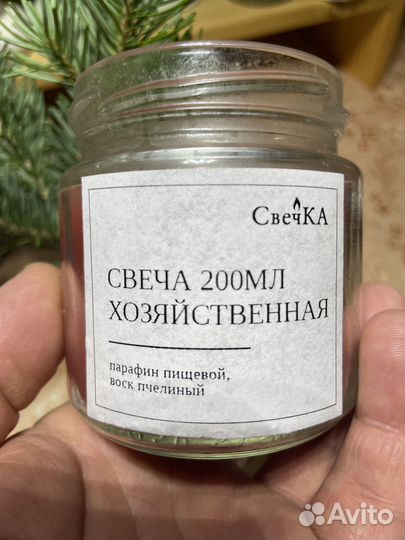 СвечКА
СВЕЧА 200МЛ
ХОЗЯЙСТВЕННАЯ
парафин пищевой,
воск пчелиный
Avito